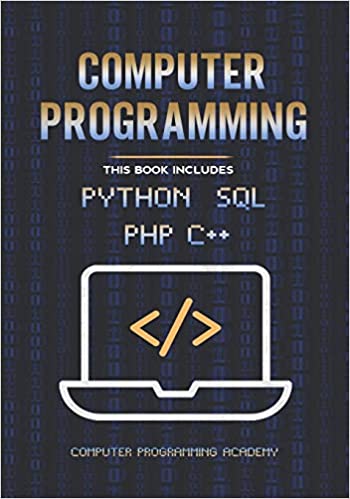 COMPUTER
PROGRAMMING
THIS BOOK INCLUDES
PYTHON SQL
PHP C++
</>
COMPUTER PROGRAMMING ACADEMY